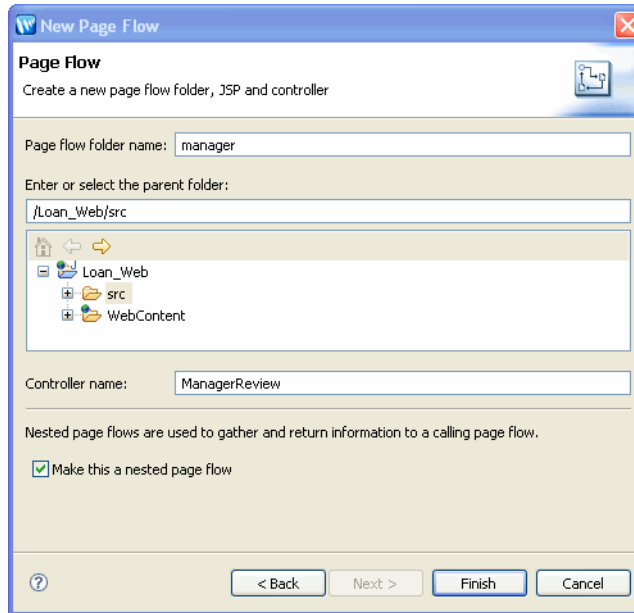 New Page Flow
Page Flow
Create a new page flow folder, JSP and controller
Page flow folder name: manager
Enter or select the parent folder:
/Loan_Web/src
Loan_Web
src
WebContent
Controller name: ManagerReview
Nested page flows are used to gather and return information to a calling page flow.
Make this a nested page flow
< Back Next > Finish Cancel